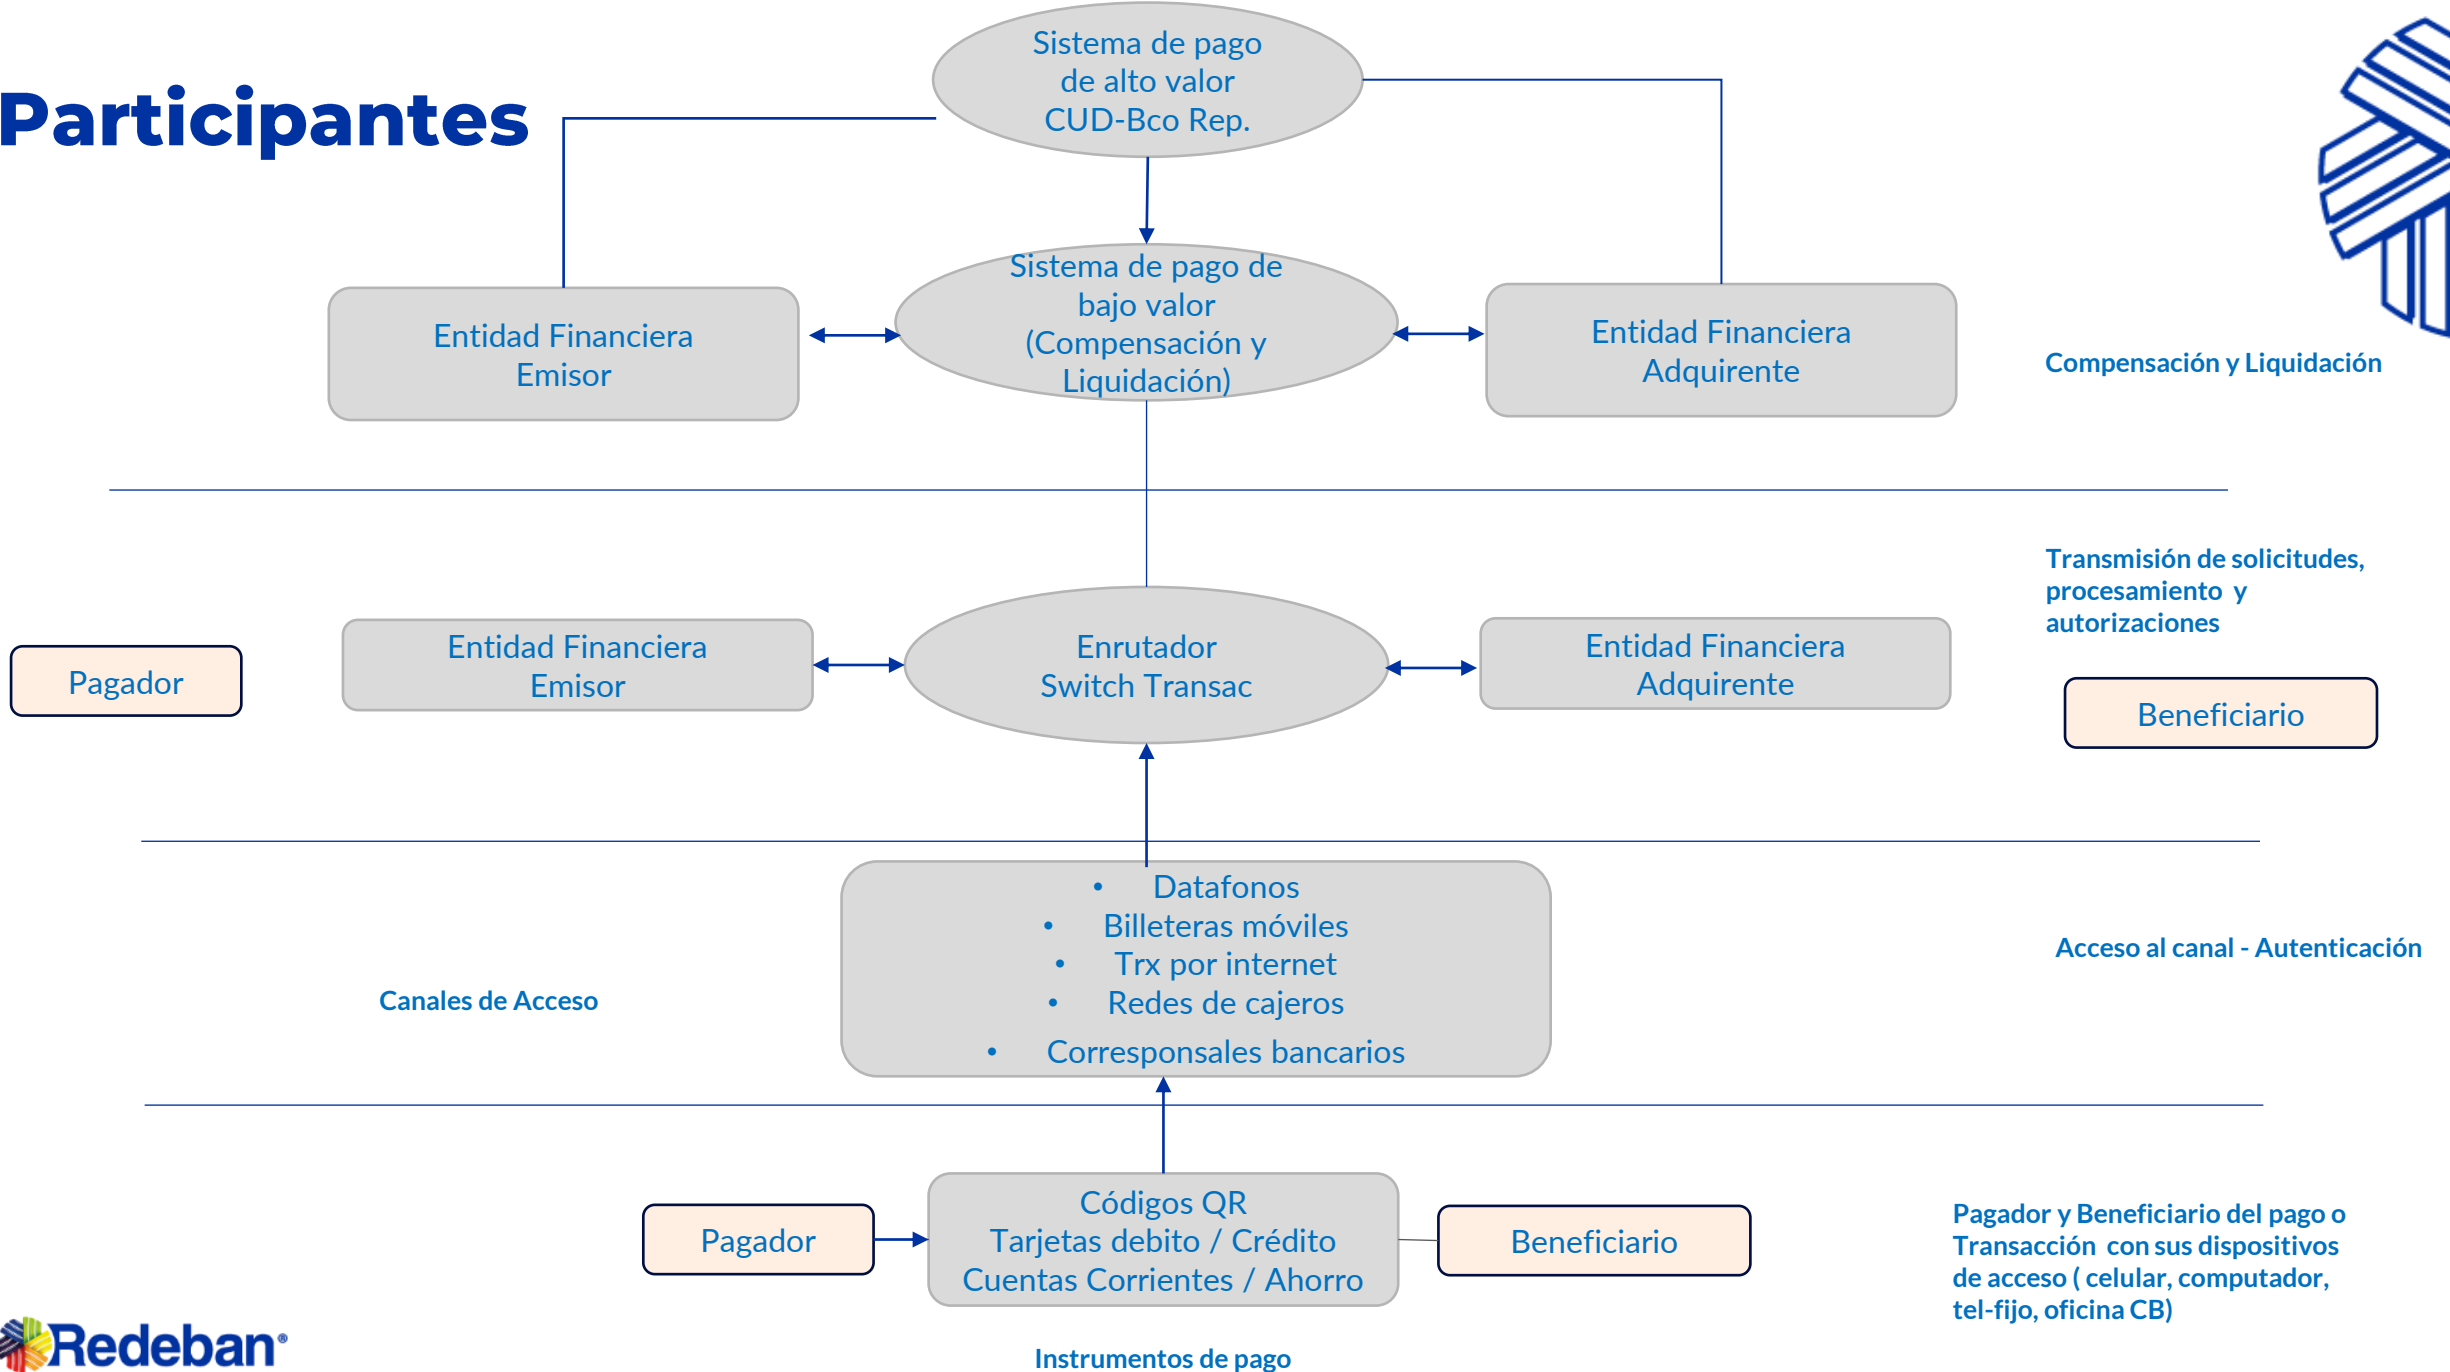 Participantes
Sistema de pago
de alto valor
CUD-Bco Rep.
Entidad Financiera
Emisor
Sistema de pago de
bajo valor
(Compensación y
Liquidación)
Entidad Financiera
Adquirente
Compensación y Liquidación
Transmisión de solicitudes,
procesamiento y
autorizaciones
Pagador
Entidad Financiera
Emisor
Enrutador
Switch Transac
Entidad Financiera
Adquirente
Beneficiario
Canales de Acceso
• Datafonos
• Billeteras móviles
• Trx por internet
• Redes de cajeros
• Corresponsales bancarios
Acceso al canal - Autenticación
Pagador
Códigos QR
Tarjetas debito / Crédito
Cuentas Corrientes / Ahorro
Beneficiario
Pagador y Beneficiario del pago o
Transacción con sus dispositivos
de acceso ( celular, computador,
tel-fijo, oficina CB)
Redeban®
Instrumentos de pago